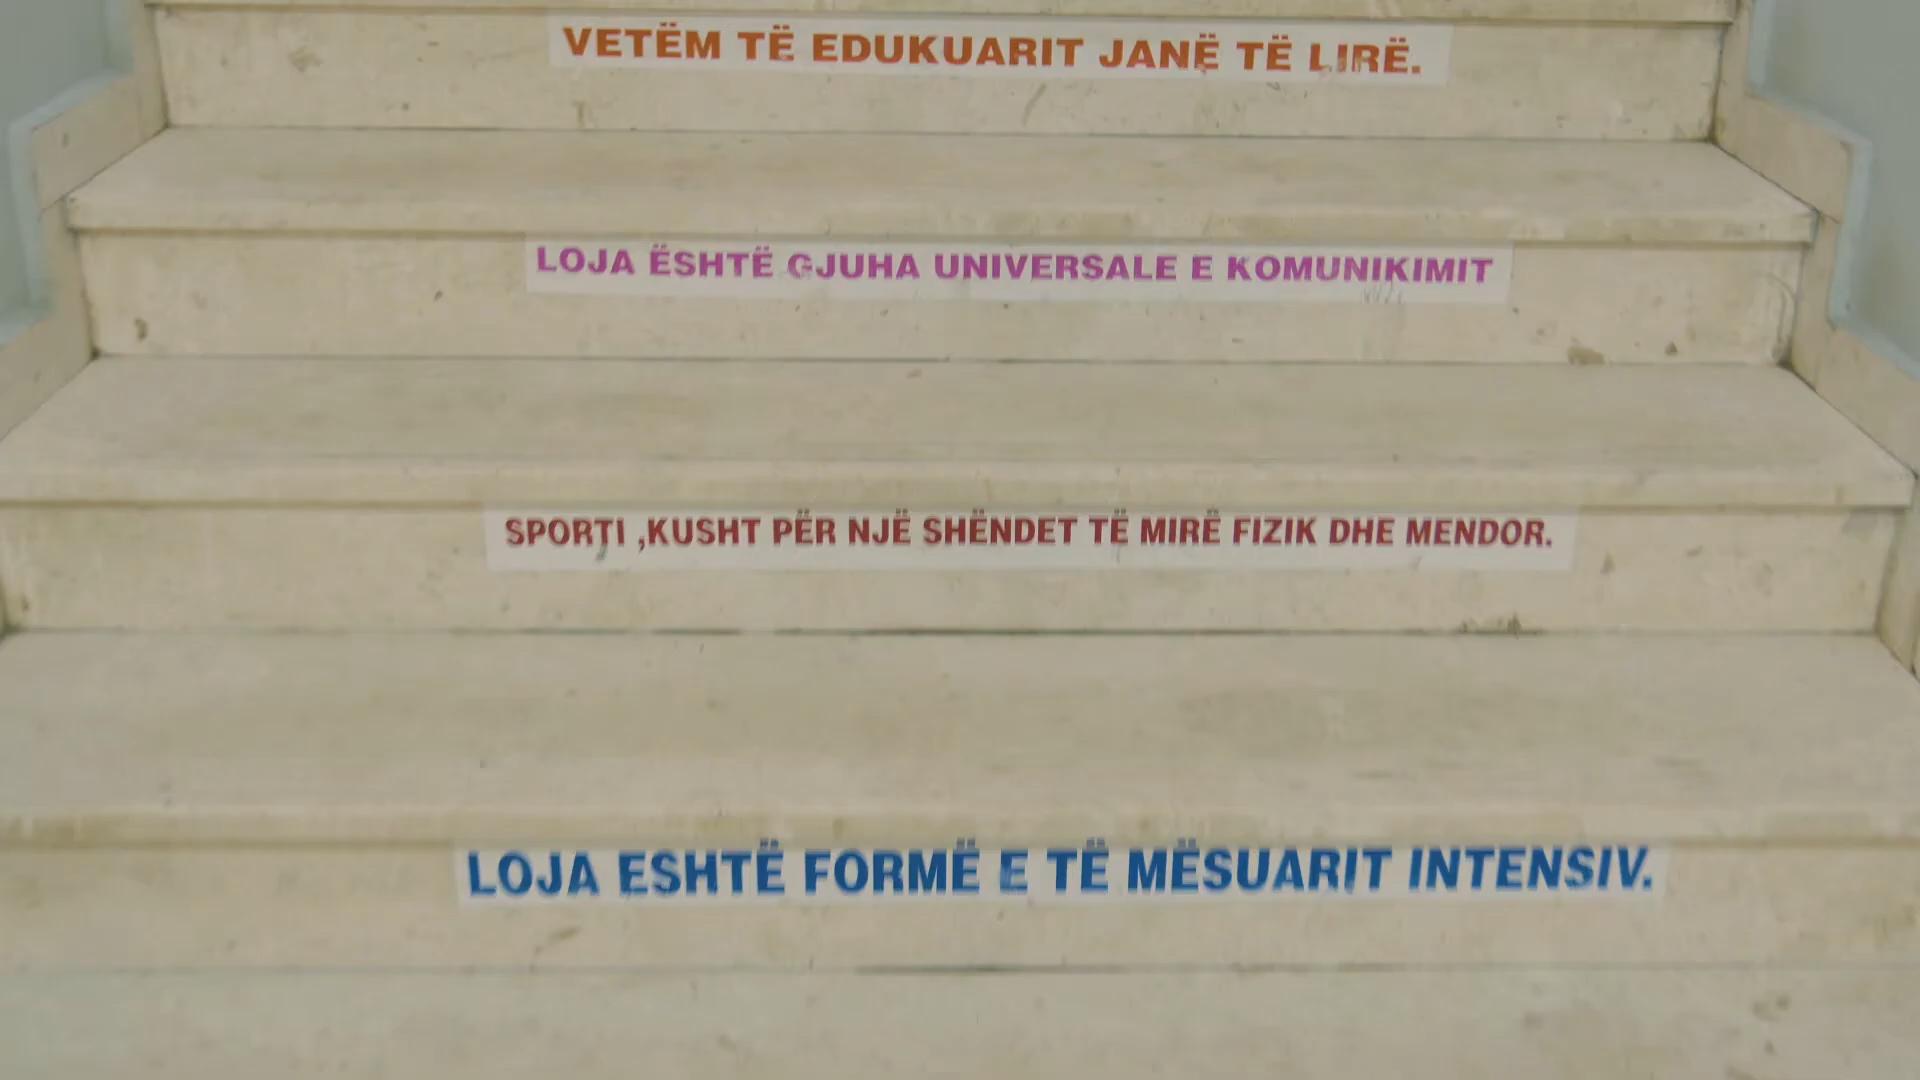 VETËM TË EDUKUARIT JANË TË LIRË.
LOJA ËSHTË GJUHA UNIVERSALE E KOMUNIKIMIT
SPORTI ,KUSHT PËR NJË SHËNDET TË MIRË FIZIK DHE MENDOR.
LOJA ESHTË FORMË E TË MËSUARIT INTENSIV.